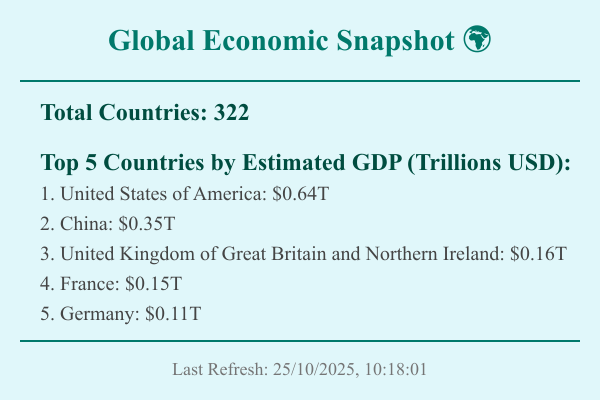 Global Economic Snapshot 🌍
Total Countries: 322
Top 5 Countries by Estimated GDP (Trillions USD):
1. United States of America: $0.64T
2. China: $0.35T
3. United Kingdom of Great Britain and Northern Ireland: $0.16T
4. France: $0.15T
5. Germany: $0.11T
Last Refresh: 25/10/2025, 10:18:01